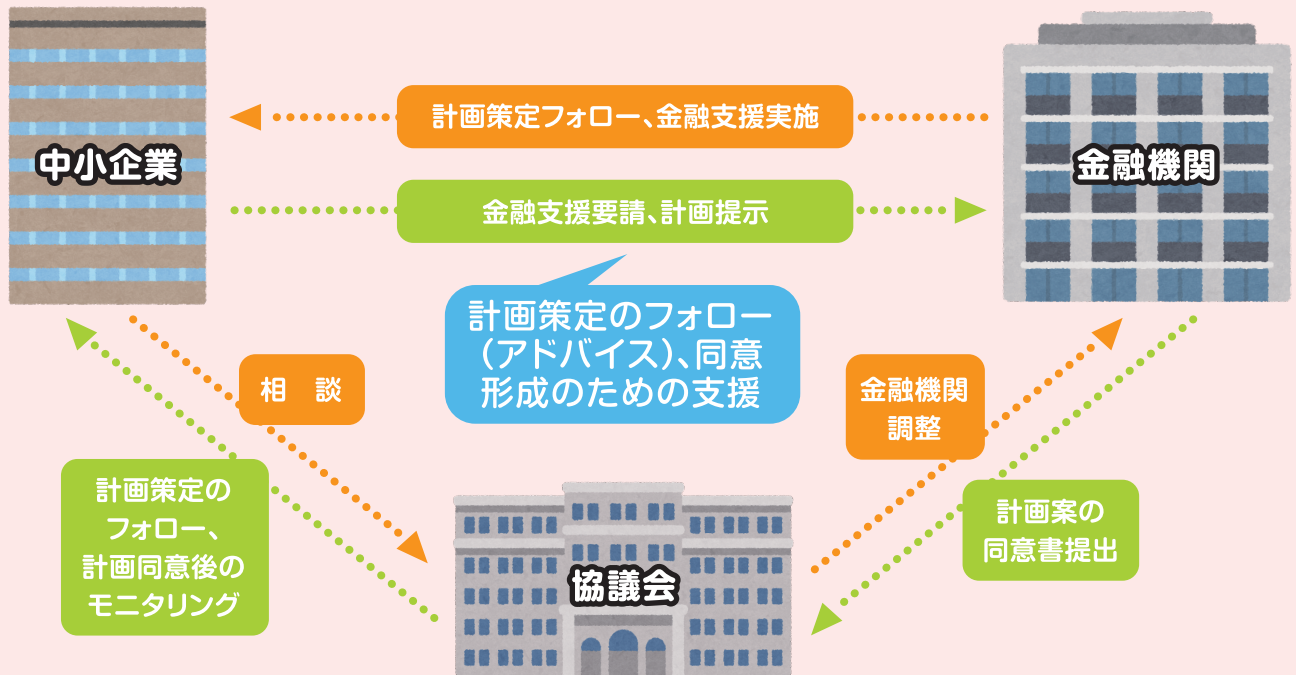 計画策定フォロー、金融支援実施
中小企業
金融機関
金融支援要請、計画提示
計画策定のフォロー
（アドバイス）、同意
形成のための支援
相　談
金融機関
調整
計画策定の
フォロー、
計画同意後の
モニタリング
計画案の
同意書提出
協議会